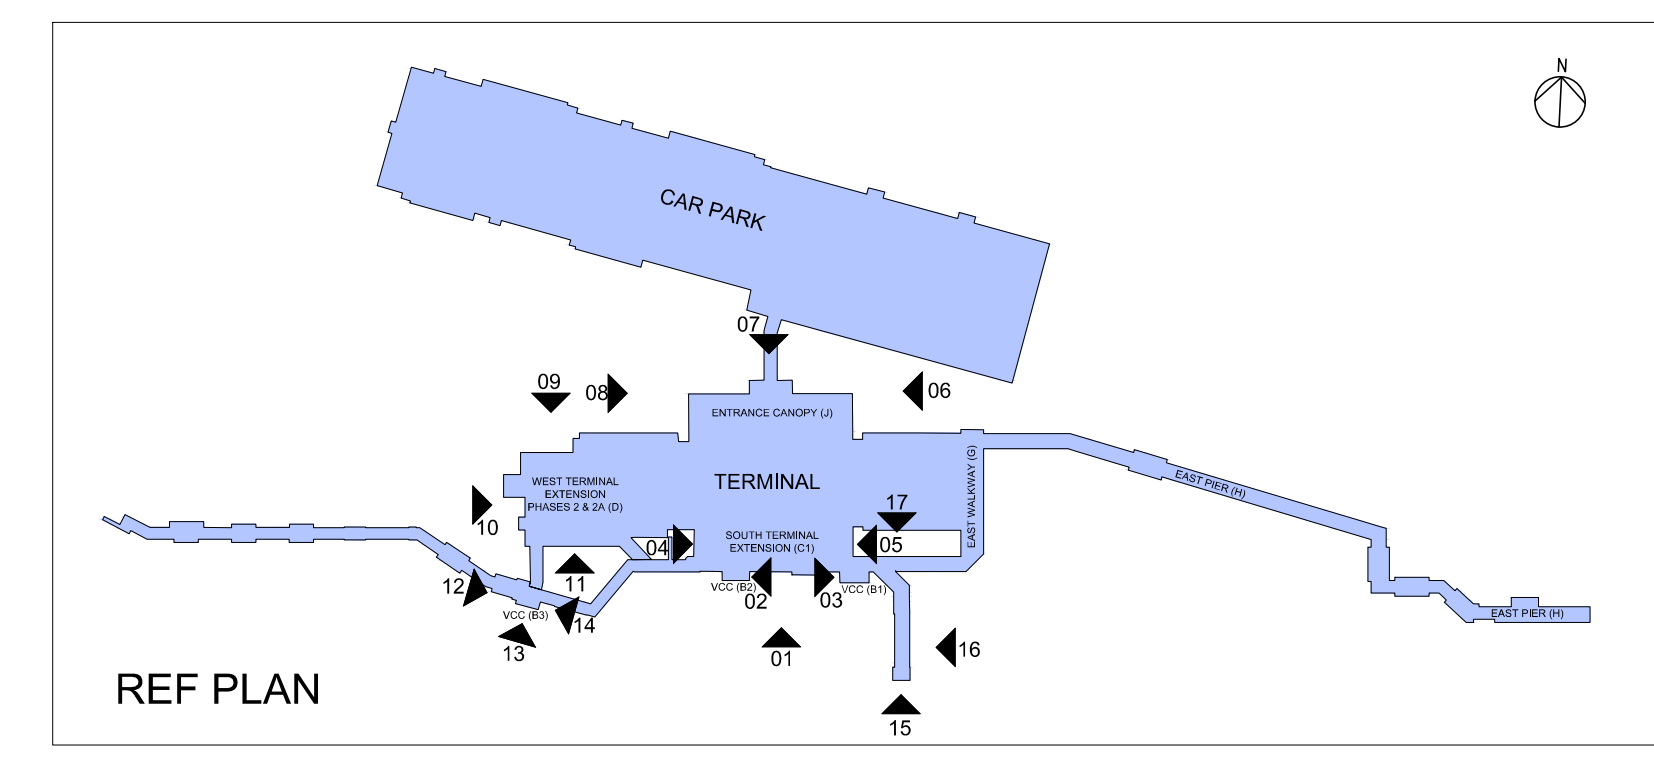 N
CAR PARK
07
09
08
06
ENTRANCE CANOPY (J)
EAST WALKWAY (G)
EAST PIER (H)
TERMINAL
WEST TERMINAL
EXTENSION
PHASES 2 & 2A (D)
17
10
SOUTH TERMINAL
EXTENSION (C1)
04
05
11
12
VCC (B2)
VCC (B1)
02
03
VCC (B3)
EAST PIER (H)
14
13
01
16
REF PLAN
15